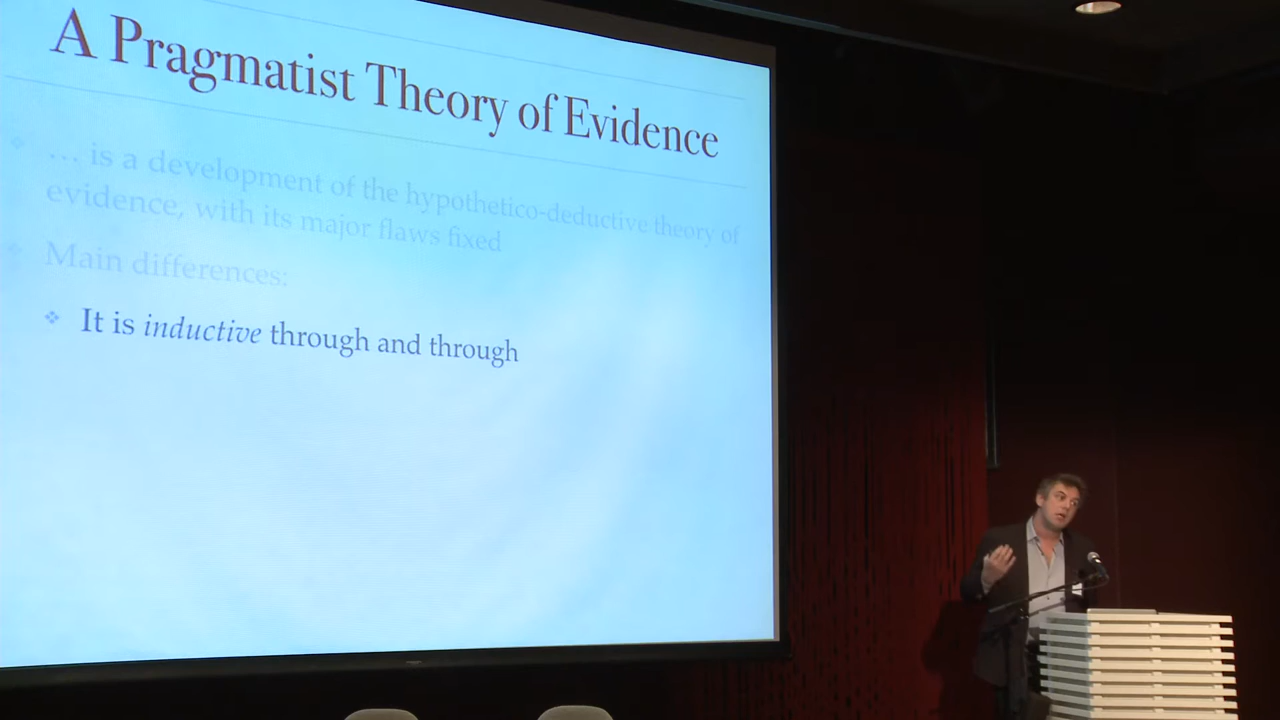 A Pragmatist Theory of Evidence
… is a development of the hypothetico-deductive theory of
evidence, with its major flaws fixed
Main differences:
It is inductive through and through